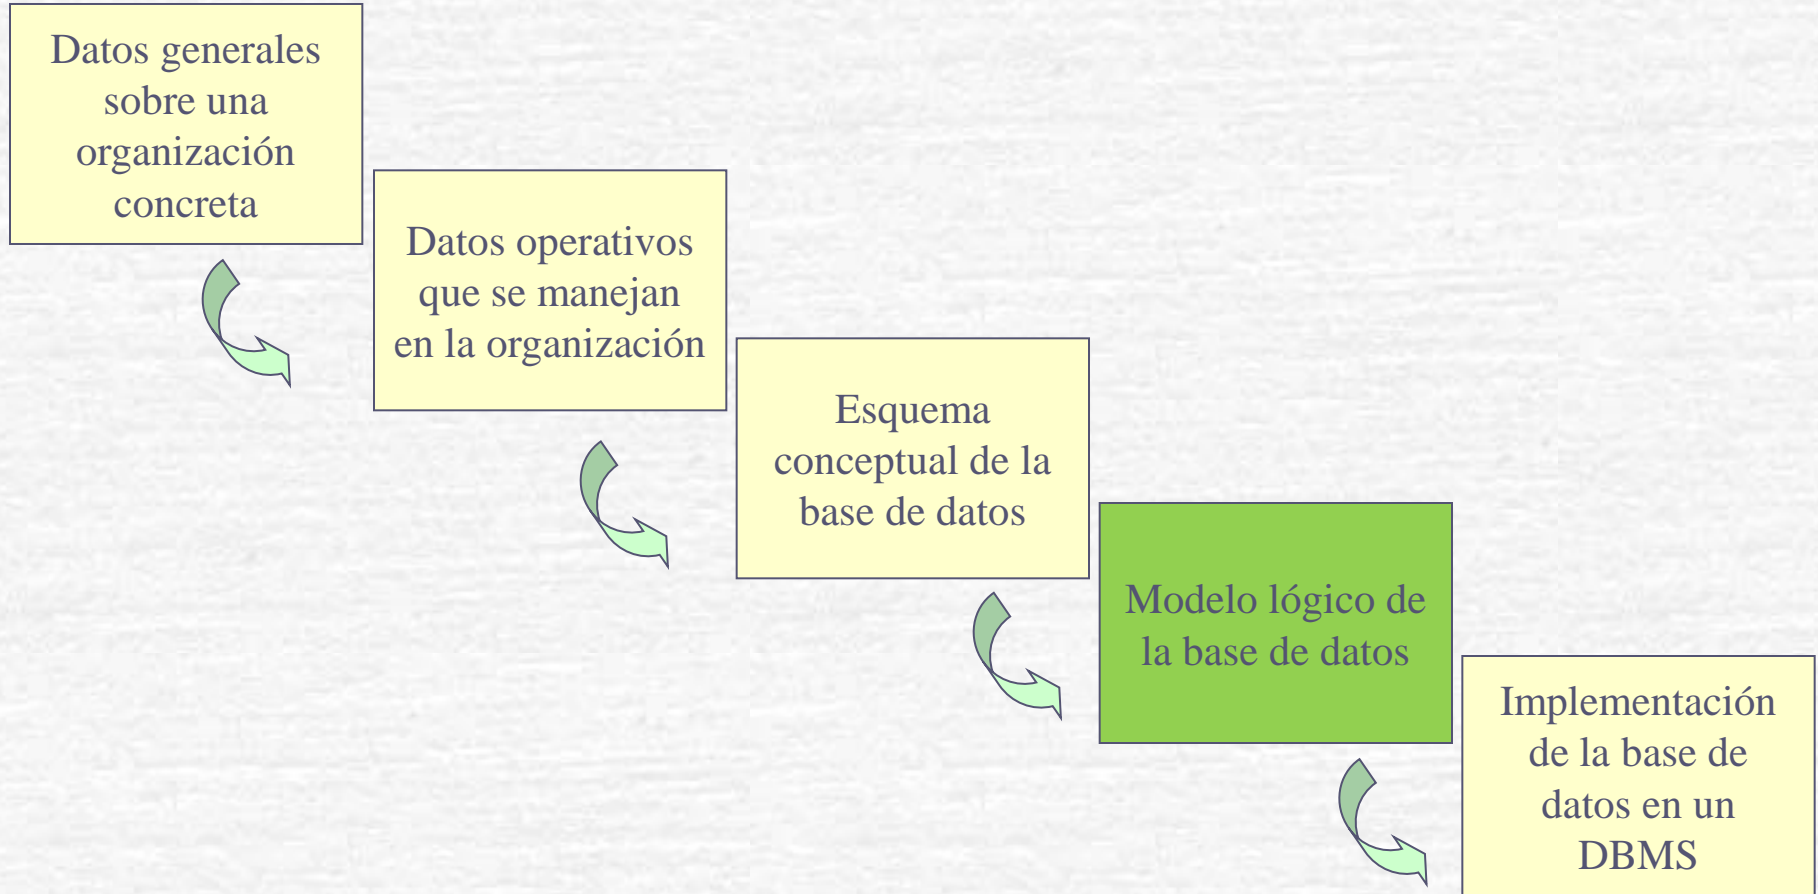 Datos generales
sobre una
organización
concreta
Datos operativos
que se manejan
en la organización
Esquema
conceptual de la
base de datos
Modelo lógico de
la base de datos
Implementación
de la base de
datos en un
DBMS